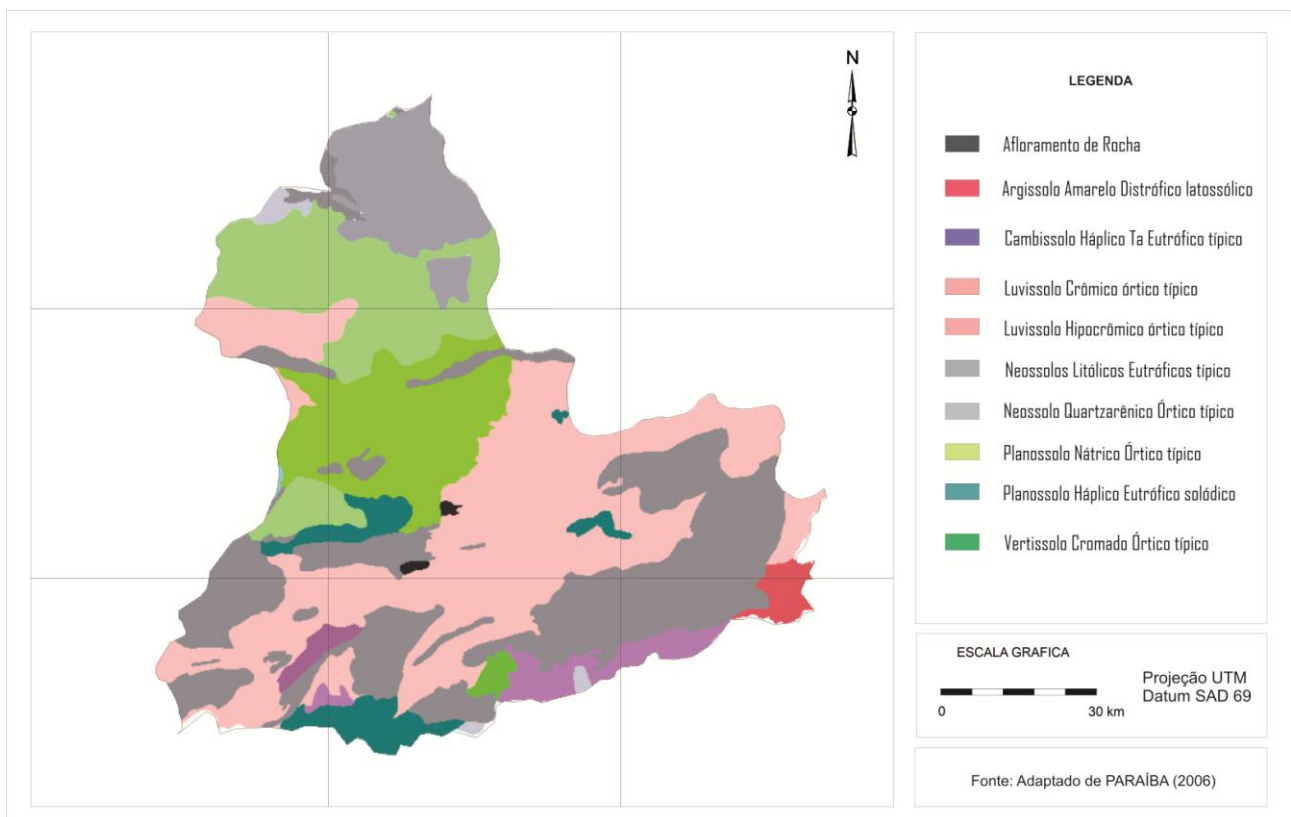 N
LEGENDA
Afloramento de Rocha
Argissolo Amarelo Distrófico latossólico
Cambissolo Háplico Ta Eutrófico típico
Luvissolo Crômico órtico típico
Luvissolo Hipocrômico órtico típico
Neossolos Litólicos Eutróficos típico
Neossolo Quartzarênico Órtico típico
Planossolo Nátrico Órtico típico
Planossolo Háplico Eutrófico solódico
Vertissolo Cromado Órtico típico
ESCALA GRAFICA
0 30 km
Projeção UTM
Datum SAD 69
Fonte: Adaptado de PARAÍBA (2006)